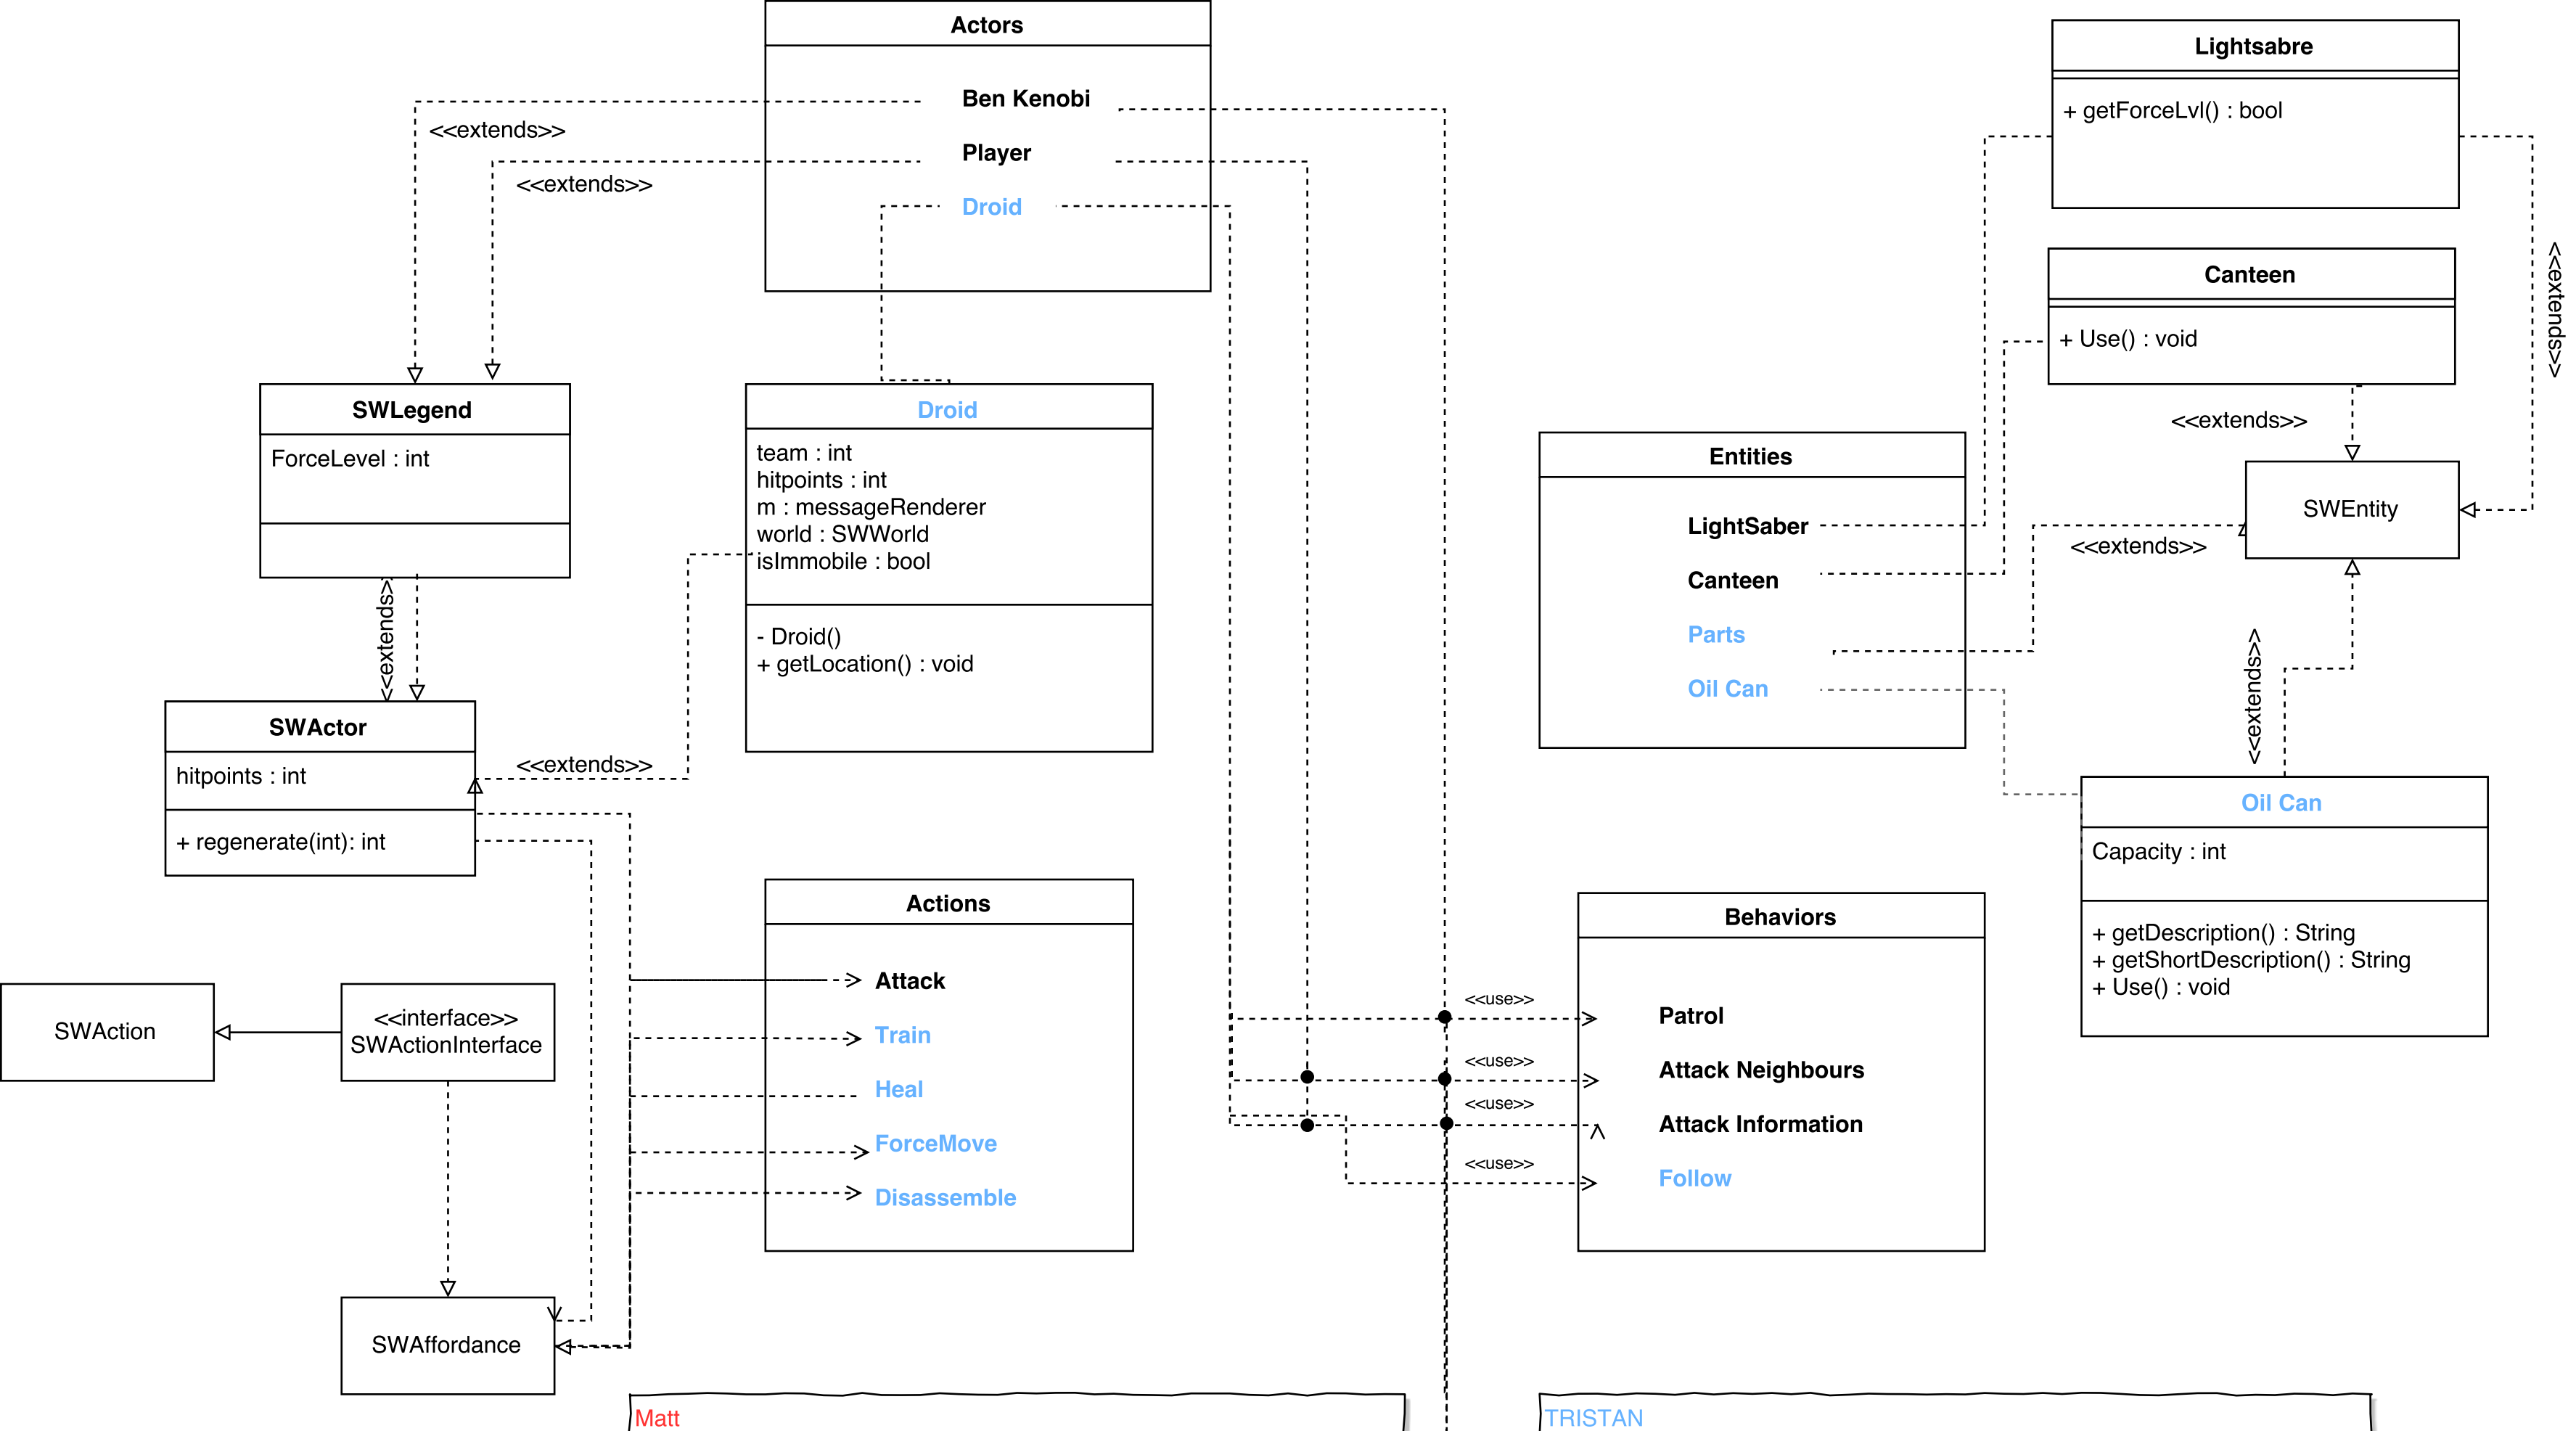 Actors
Ben Kenobi
Player
Droid
<<extends>>
<<extends>>
Lightsabre
+ getForceLvl() : bool
Canteen
+ Use() : void
<<extends>>
<<extends>>
SWEntity
SWLegend
ForceLevel : int
<<extends>>
Droid
team : int
hitpoints : int
m : messageRenderer
world : SWWorld
isImmobile : bool
- Droid()
+ getLocation() : void
Entities
LightSaber
Canteen
Parts
Oil Can
<<extends>>
<<extends>>
SWActor
hitpoints : int
+ regenerate(int): int
<<extends>>
Oil Can
Capacity : int
+ getDescription() : String
+ getShortDescription() : String
+ Use() : void
Actions
Attack
Train
Heal
ForceMove
Disassemble
Behaviors
Patrol
Attack Neighbours
Attack Information
Follow
<<use>>
<<use>>
<<use>>
<<use>>
SWAction
<<interface>>
SWActionInterface
SWAffordance
Matt
TRISTAN